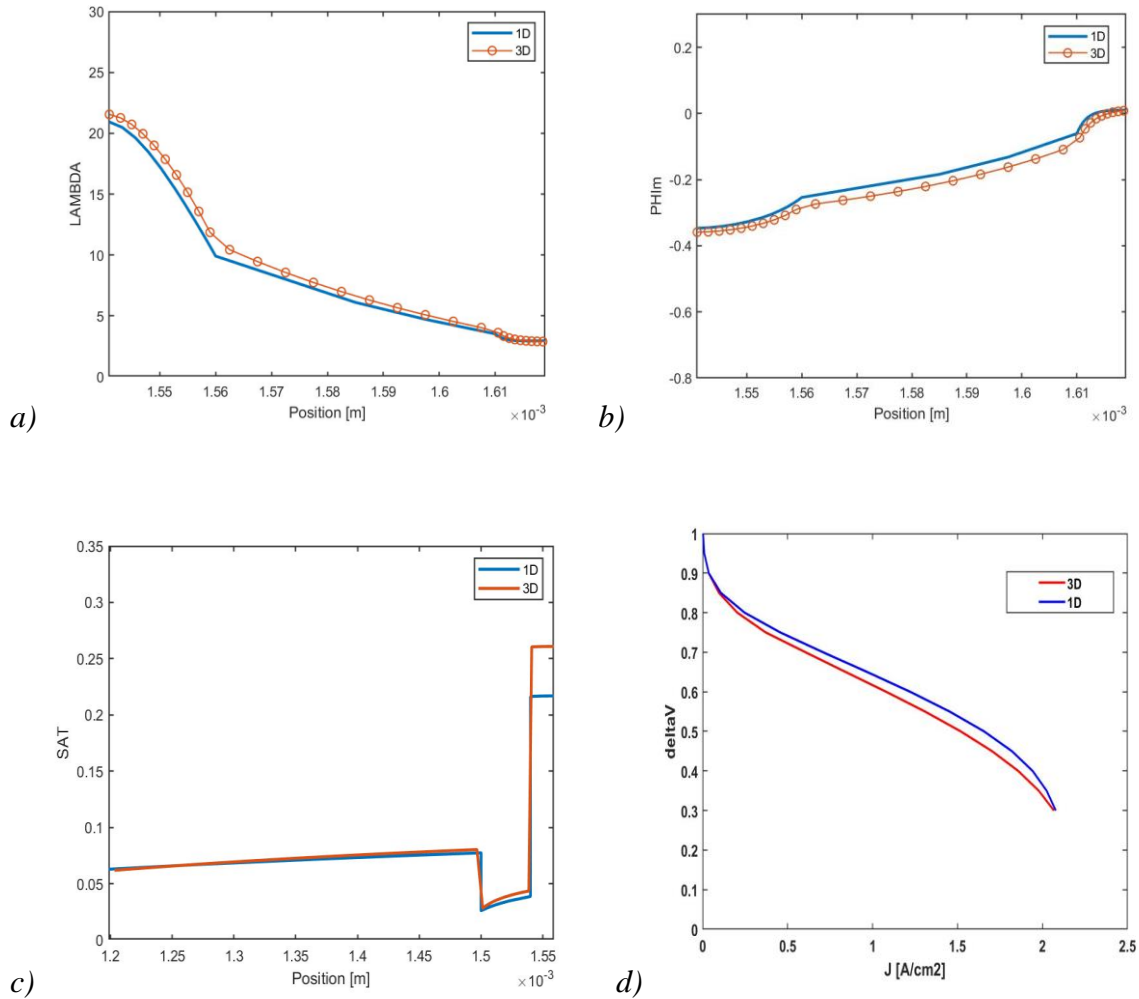 30
25
20
15
10
5
0
LAMBDA
1D
3D
1.55 1.56 1.57 1.58 1.59 1.6 1.61
Position [m]
×10⁻³
a)
0.2
0
-0.2
-0.4
-0.6
-0.8
PHIm
1D
3D
1.55 1.56 1.57 1.58 1.59 1.6 1.61
Position [m]
×10⁻³
b)
0.35
0.3
0.25
0.2
0.15
0.1
0.05
0
SAT
1D
3D
1.2 1.25 1.3 1.35 1.4 1.45 1.5 1.55
Position [m]
×10⁻³
c)
1
0.9
0.8
0.7
0.6
0.5
0.4
0.3
0.2
0.1
0
deltaV
3D
1D
0 0.5 1 1.5 2 2.5
J [A/cm2]
d)